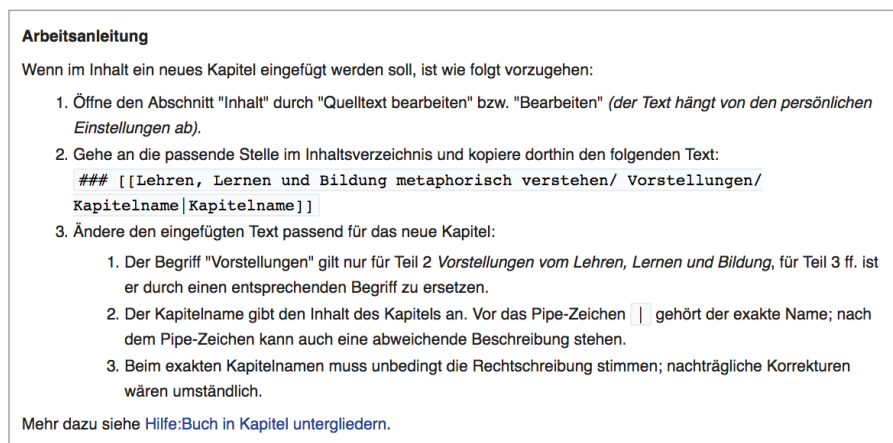 Arbeitsanleitung
Wenn im Inhalt ein neues Kapitel eingefügt werden soll, ist wie folgt vorzugehen:
1. Öffne den Abschnitt "Inhalt" durch "Quelltext bearbeiten" bzw. "Bearbeiten" (der Text hängt von den persönlichen
Einstellungen ab).
2. Gehe an die passende Stelle im Inhaltsverzeichnis und kopiere dorthin den folgenden Text:
### [[Lehren, Lernen und Bildung metaphorisch verstehen/ Vorstellungen/
Kapitelname|Kapitelname]]
3. Ändere den eingefügten Text passend für das neue Kapitel:
1. Der Begriff "Vorstellungen" gilt nur für Teil 2 Vorstellungen vom Lehren, Lernen und Bildung, für Teil 3 ff. ist
er durch einen entsprechenden Begriff zu ersetzen.
2. Der Kapitelname gibt den Inhalt des Kapitels an. Vor das Pipe-Zeichen | gehört der exakte Name; nach
dem Pipe-Zeichen kann auch eine abweichende Beschreibung stehen.
3. Beim exakten Kapitelnamen muss unbedingt die Rechtschreibung stimmen; nachträgliche Korrekturen
wären umständlich.
Mehr dazu siehe Hilfe:Buch in Kapitel untergliedern.